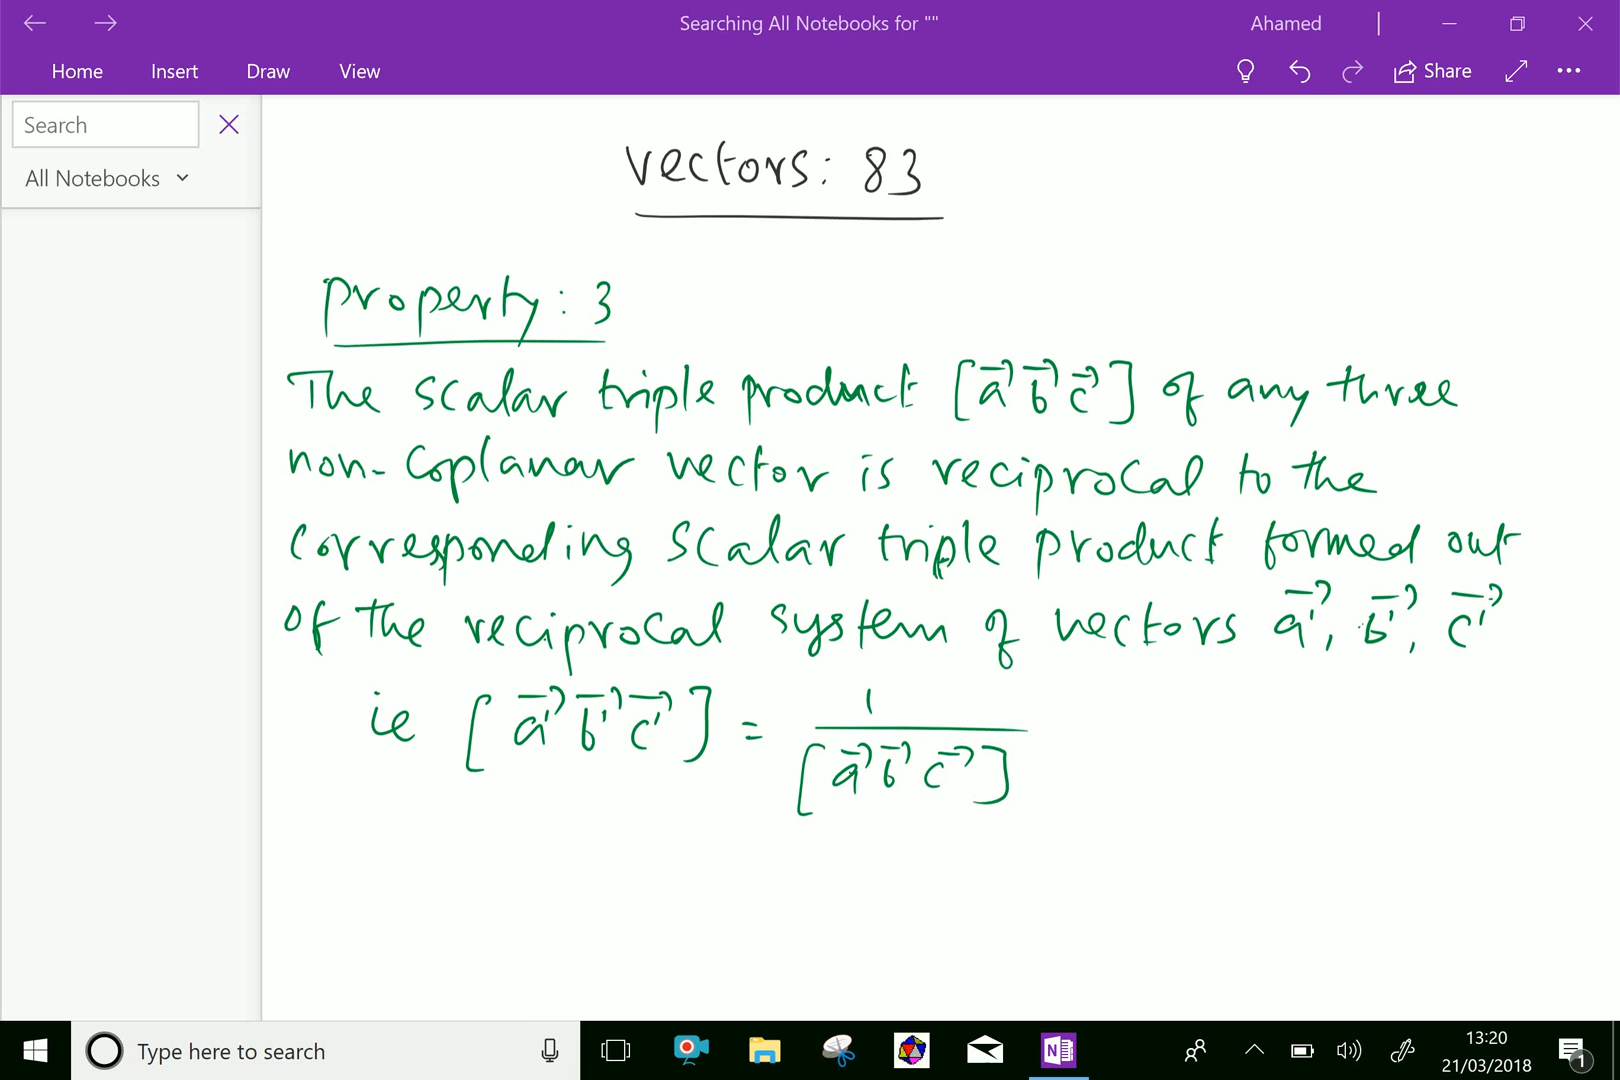 Searching All Notebooks for ""
Ahamed
Home Insert Draw View
Share
Search
All Notebooks
vectors: 83
property: 3
The scalar triple product [a⃗ b⃗ c⃗] of any three
non-coplanar vector is reciprocal to the
corresponding scalar triple product formed out
of the reciprocal system of vectors a⃗', b⃗', c⃗'
ie [a⃗' b⃗' c⃗'] = 1/[a⃗ b⃗ c⃗]
Type here to search
13:20
21/03/2018
1